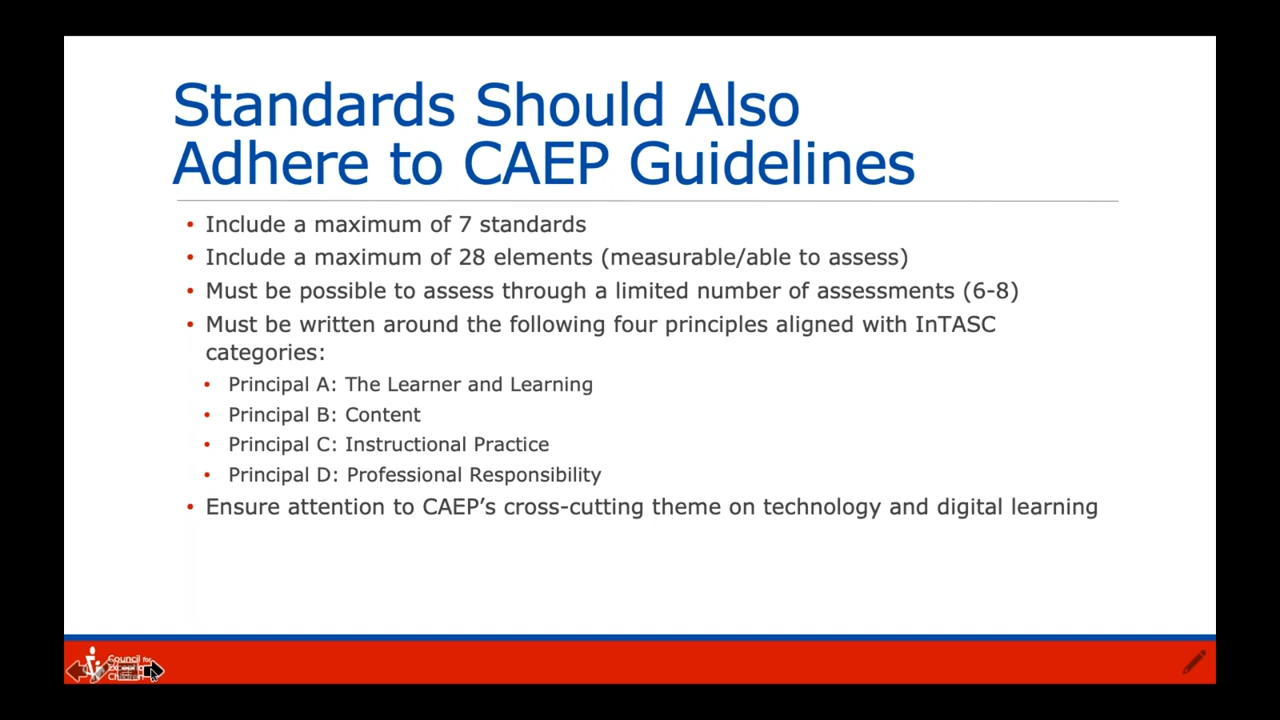 Standards Should Also
Adhere to CAEP Guidelines
• Include a maximum of 7 standards
• Include a maximum of 28 elements (measurable/able to assess)
• Must be possible to assess through a limited number of assessments (6-8)
• Must be written around the following four principles aligned with InTASC
categories:
• Principal A: The Learner and Learning
• Principal B: Content
• Principal C: Instructional Practice
• Principal D: Professional Responsibility
• Ensure attention to CAEP’s cross-cutting theme on technology and digital learning
Council for
Children